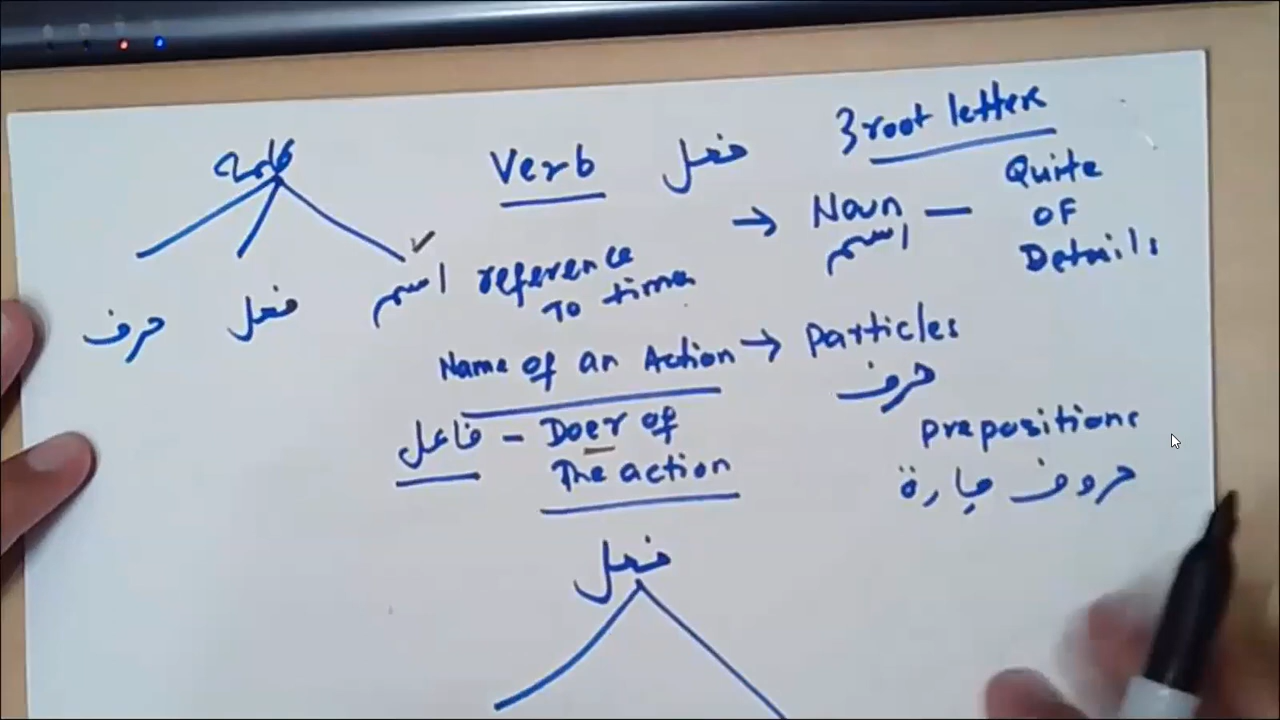 كلمة
حرف فعل اسم
Verb فعل
reference
To time
Name of an Action
فاعل - Doer of
The action
فعل
3 root letters
→ Noun — Quite
اسم OF
Details
→ Particles
حرف
prepositions
حروف جارة